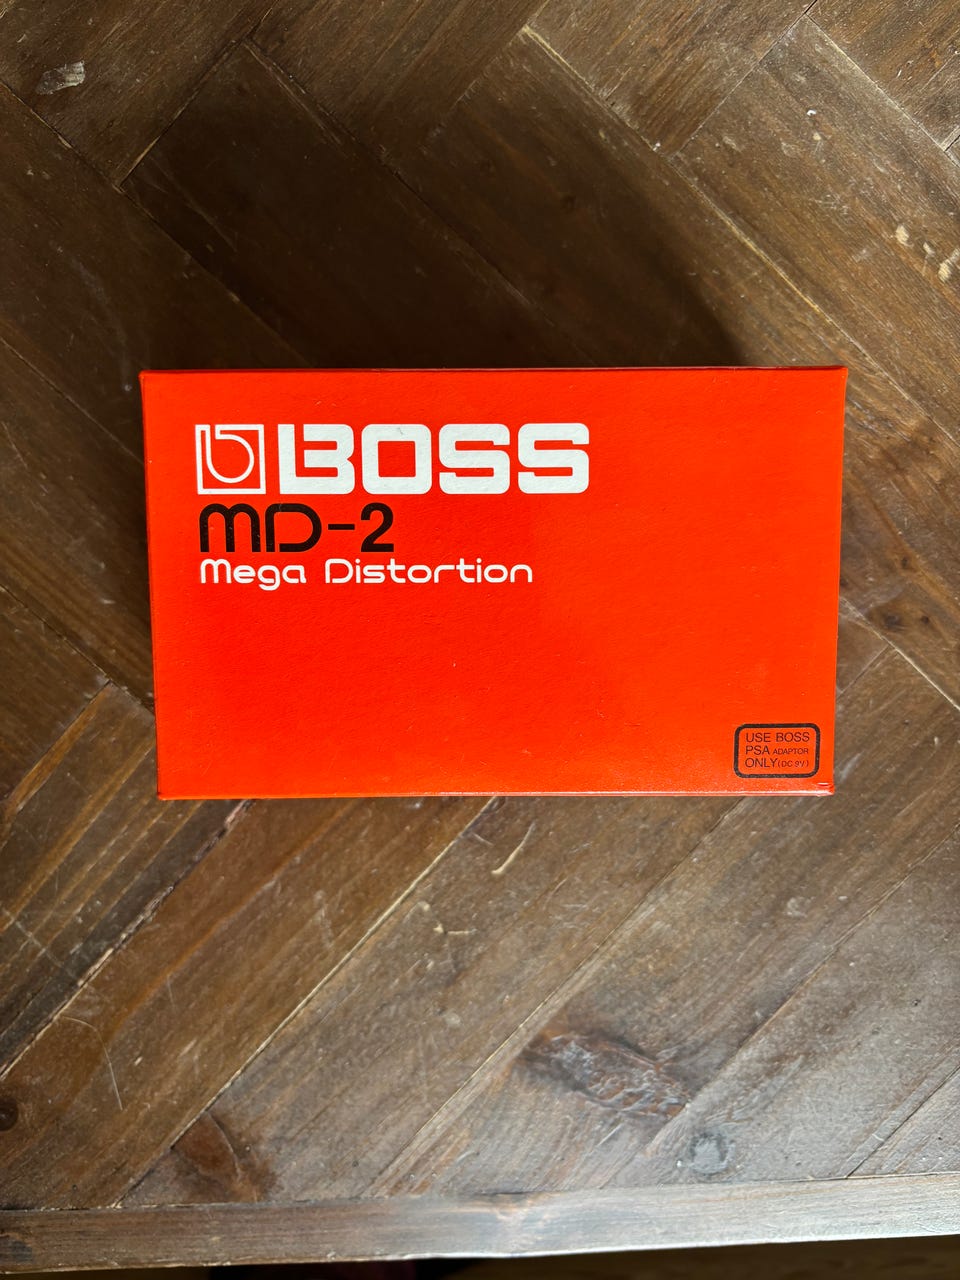 BOSS
MD-2
Mega Distortion
USE BOSS
PSA ADAPTOR
ONLY(DC 9V)